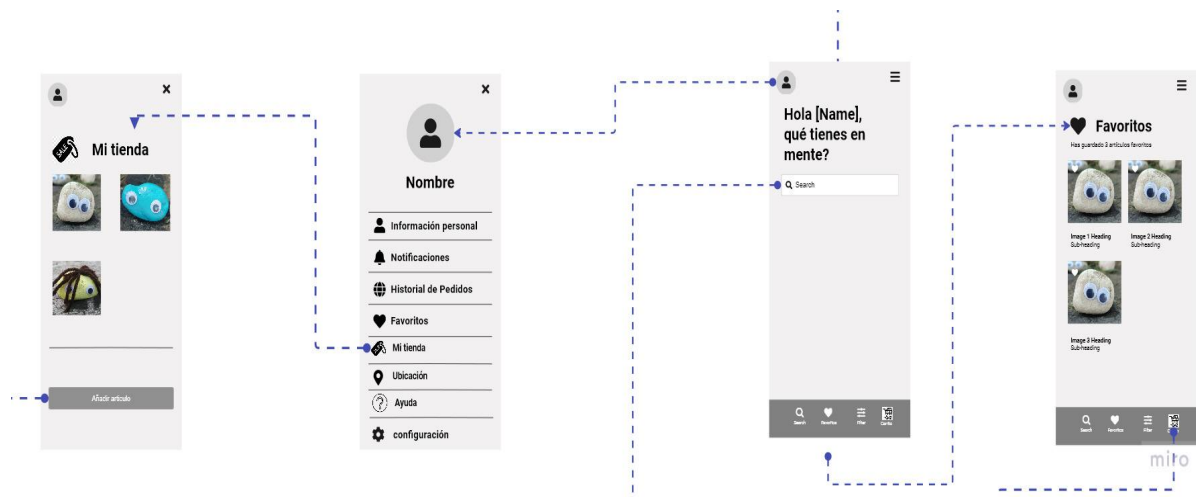 SALE
Mi tienda
Añadir artículo
Nombre
Información personal
Notificaciones
Historial de Pedidos
Favoritos
Mi tienda
Ubicación
Ayuda
configuración
Hola [Name],
qué tienes en
mente?
Search
Search Favoritos Filter Carrito
Favoritos
Has guardado 3 artículos favoritos
Image 1 Heading
Sub-heading
Image 2 Heading
Sub-heading
Image 3 Heading
Sub-heading
Search Favoritos Filter
miro